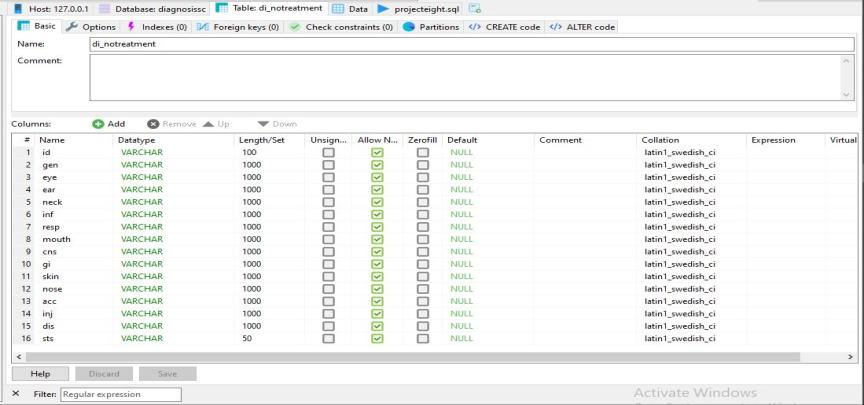 Host: 127.0.0.1 Database: diagnosissc Table: di_notreatment Data projecteight.sql
Basic Options Indexes (0) Foreign keys (0) Check constraints (0) Partitions </> CREATE code </> ALTER code
Name: di_notreatment
Comment:
Columns: Add Remove Up Down
# Name Datatype Length/Set Unsign... Allow N... Zerofill Default Comment Collation Expression Virtual
1 id VARCHAR 100 NULL latin1_swedish_ci
2 gen VARCHAR 1000 NULL latin1_swedish_ci
3 eye VARCHAR 1000 NULL latin1_swedish_ci
4 ear VARCHAR 1000 NULL latin1_swedish_ci
5 neck VARCHAR 1000 NULL latin1_swedish_ci
6 inf VARCHAR 1000 NULL latin1_swedish_ci
7 resp VARCHAR 1000 NULL latin1_swedish_ci
8 mouth VARCHAR 1000 NULL latin1_swedish_ci
9 cns VARCHAR 1000 NULL latin1_swedish_ci
10 gi VARCHAR 1000 NULL latin1_swedish_ci
11 skin VARCHAR 1000 NULL latin1_swedish_ci
12 nose VARCHAR 1000 NULL latin1_swedish_ci
13 acc VARCHAR 1000 NULL latin1_swedish_ci
14 inj VARCHAR 1000 NULL latin1_swedish_ci
15 dis VARCHAR 1000 NULL latin1_swedish_ci
16 sts VARCHAR 50 NULL latin1_swedish_ci
Help Discard Save
Filter: Regular expression
Activate Windows